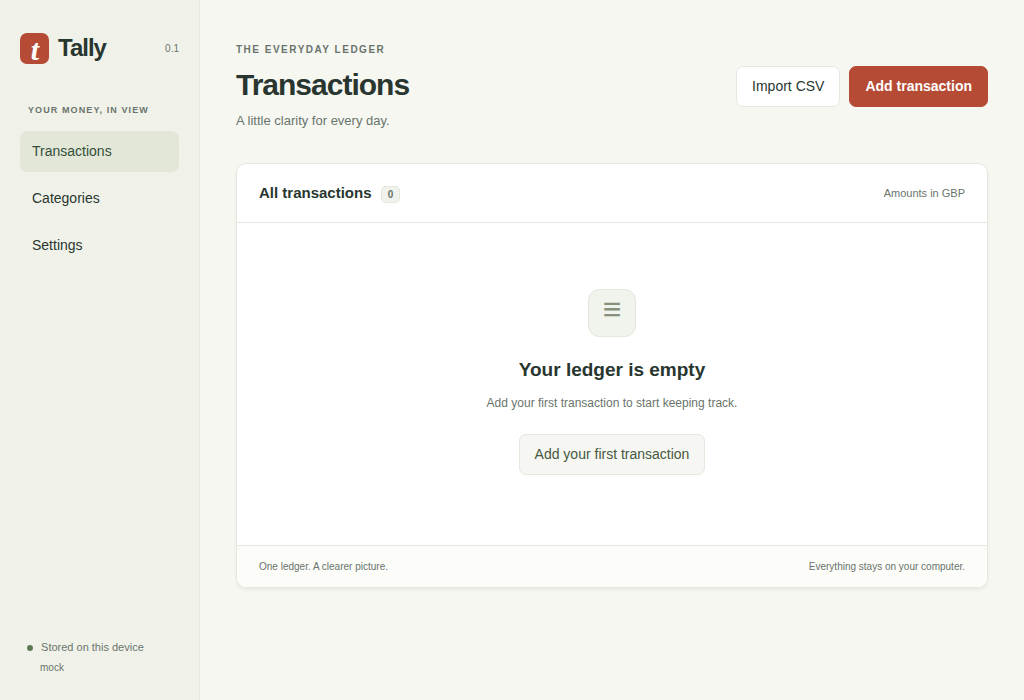 t Tally 0.1
YOUR MONEY, IN VIEW
Transactions
Categories
Settings
Stored on this device
mock
THE EVERYDAY LEDGER
Transactions
A little clarity for every day.
Import CSV
Add transaction
All transactions 0
Amounts in GBP
Your ledger is empty
Add your first transaction to start keeping track.
Add your first transaction
One ledger. A clearer picture.
Everything stays on your computer.